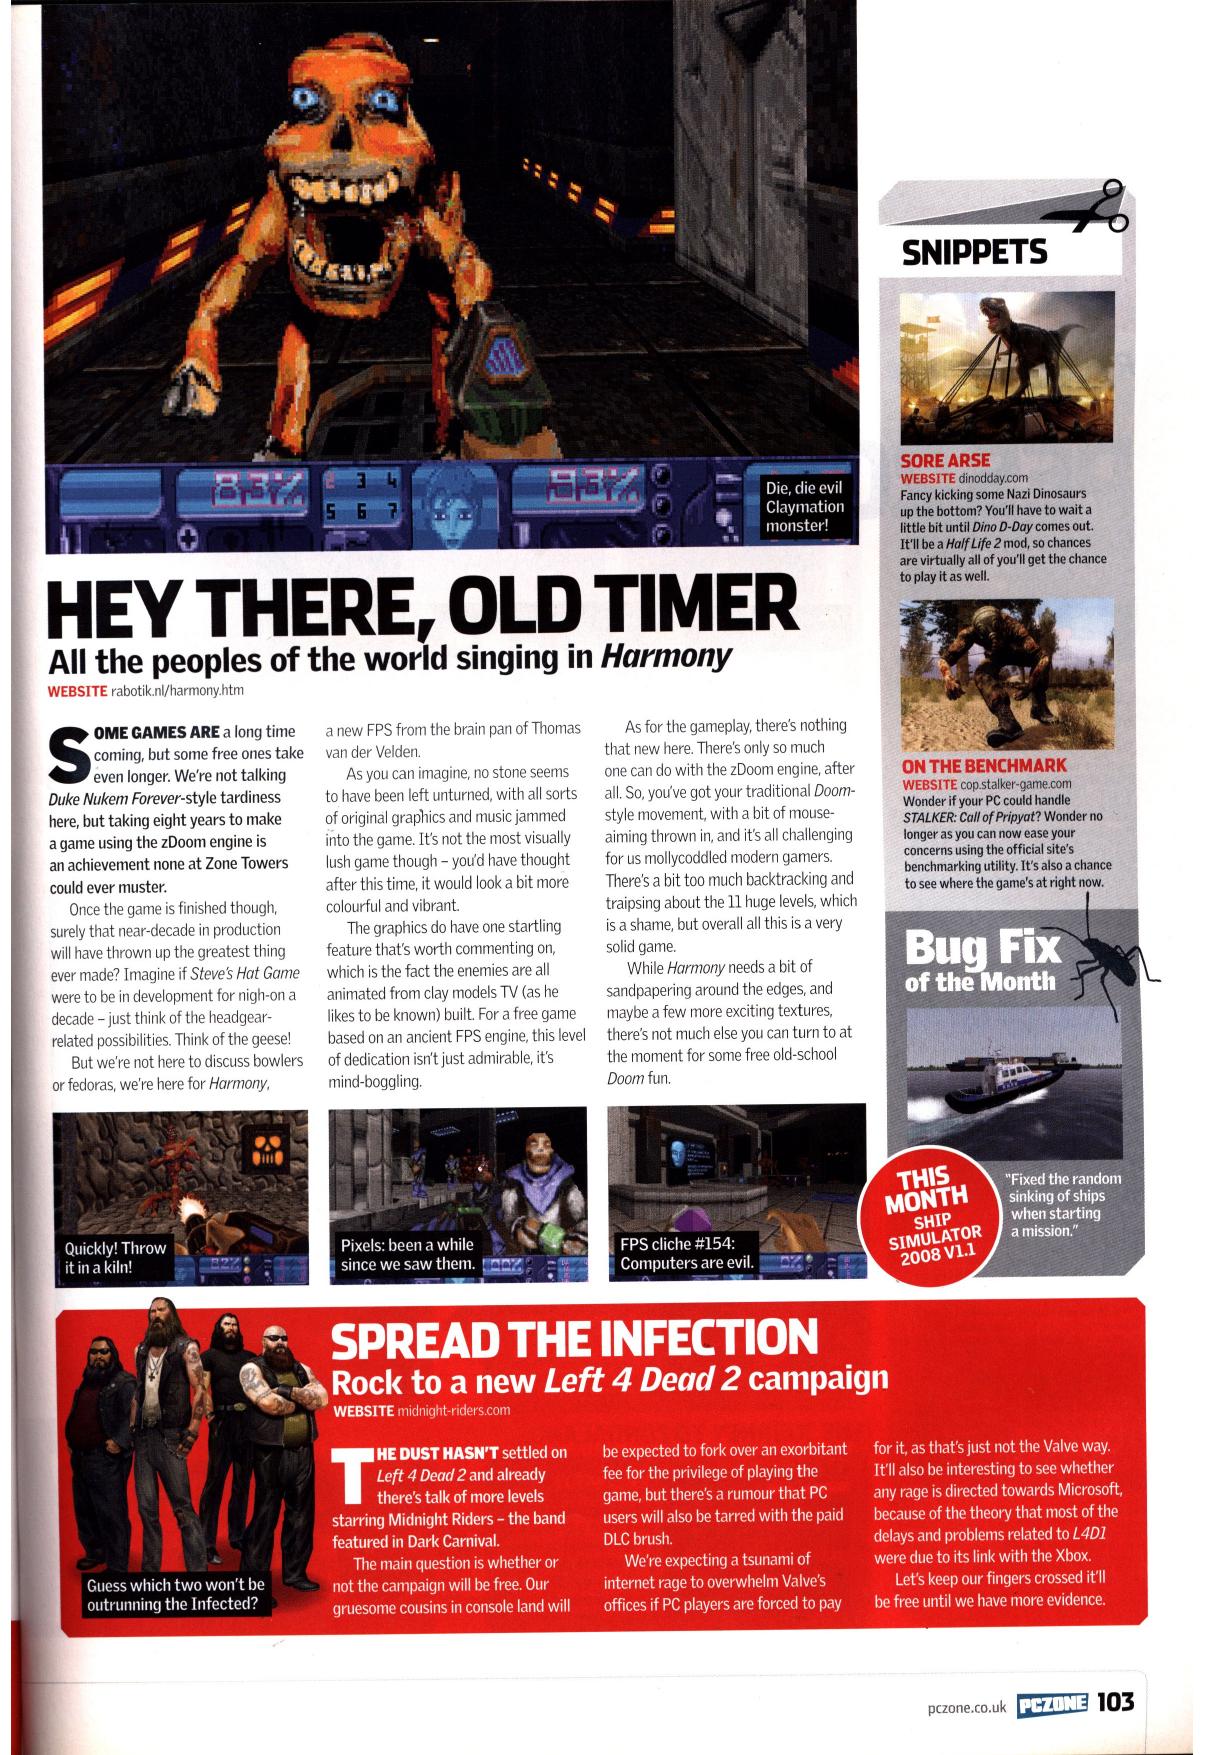 83%
2 3 4
5 6 7
93%
Die, die evil
Claymation
monster!
HEY THERE, OLD TIMER
All the peoples of the world singing in Harmony
WEBSITE rabotik.nl/harmony.htm
SOME GAMES ARE a long time
coming, but some free ones take
even longer. We're not talking
Duke Nukem Forever-style tardiness
here, but taking eight years to make
a game using the zDoom engine is
an achievement none at Zone Towers
could ever muster.
Once the game is finished though,
surely that near-decade in production
will have thrown up the greatest thing
ever made? Imagine if Steve's Hat Game
were to be in development for nigh-on a
decade – just think of the headgear-
related possibilities. Think of the geese!
But we're not here to discuss bowlers
or fedoras, we're here for Harmony,
a new FPS from the brain pan of Thomas
van der Velden.
As you can imagine, no stone seems
to have been left unturned, with all sorts
of original graphics and music jammed
into the game. It's not the most visually
lush game though – you'd have thought
after this time, it would look a bit more
colourful and vibrant.
The graphics do have one startling
feature that's worth commenting on,
which is the fact the enemies are all
animated from clay models TV (as he
likes to be known) built. For a free game
based on an ancient FPS engine, this level
of dedication isn't just admirable, it's
mind-boggling.
As for the gameplay, there's nothing
that new here. There's only so much
one can do with the zDoom engine, after
all. So, you've got your traditional Doom-
style movement, with a bit of mouse-
aiming thrown in, and it's all challenging
for us mollycoddled modern gamers.
There's a bit too much backtracking and
traipsing about the 11 huge levels, which
is a shame, but overall all this is a very
solid game.
While Harmony needs a bit of
sandpapering around the edges, and
maybe a few more exciting textures,
there's not much else you can turn to at
the moment for some free old-school
Doom fun.
Quickly! Throw
it in a kiln!
Pixels: been a while
since we saw them.
FPS cliche #154:
Computers are evil.
SNIPPETS
SORE ARSE
WEBSITE dinodday.com
Fancy kicking some Nazi Dinosaurs
up the bottom? You'll have to wait a
little bit until Dino D-Day comes out.
It'll be a Half Life 2 mod, so chances
are virtually all of you'll get the chance
to play it as well.
ON THE BENCHMARK
WEBSITE cop.stalker-game.com
Wonder if your PC could handle
STALKER: Call of Pripyat? Wonder no
longer as you can now ease your
concerns using the official site's
benchmarking utility. It's also a chance
to see where the game's at right now.
Bug Fix
of the Month
THIS
MONTH
SHIP
SIMULATOR
2008 V1.1
"Fixed the random
sinking of ships
when starting
a mission."
SPREAD THE INFECTION
Rock to a new Left 4 Dead 2 campaign
WEBSITE midnight-riders.com
THE DUST HASN'T settled on
Left 4 Dead 2 and already
there's talk of more levels
starring Midnight Riders – the band
featured in Dark Carnival.
The main question is whether or
not the campaign will be free. Our
gruesome cousins in console land will
be expected to fork over an exorbitant
fee for the privilege of playing the
game, but there's a rumour that PC
users will also be tarred with the paid
DLC brush.
We're expecting a tsunami of
internet rage to overwhelm Valve's
offices if PC players are forced to pay
for it, as that's just not the Valve way.
It'll also be interesting to see whether
any rage is directed towards Microsoft,
because of the theory that most of the
delays and problems related to L4D1
were due to its link with the Xbox.
Let's keep our fingers crossed it'll
be free until we have more evidence.
Guess which two won't be
outrunning the Infected?
pczone.co.uk PCZONE 103